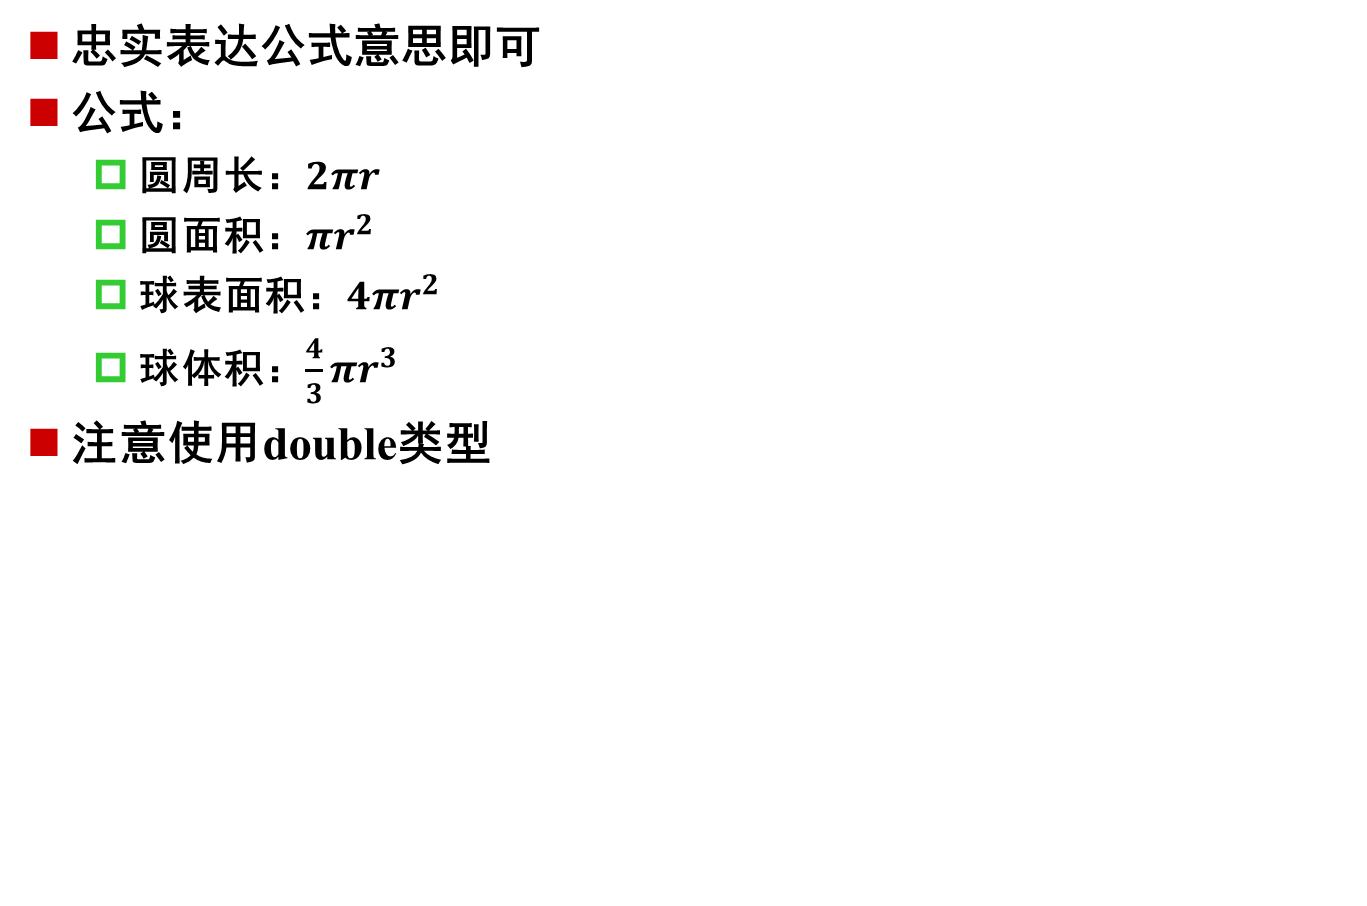 忠实表达公式意思即可
公式：
圆周长：2πr
圆面积：πr²
球表面积：4πr²
球体积：4/3 πr³
注意使用double类型